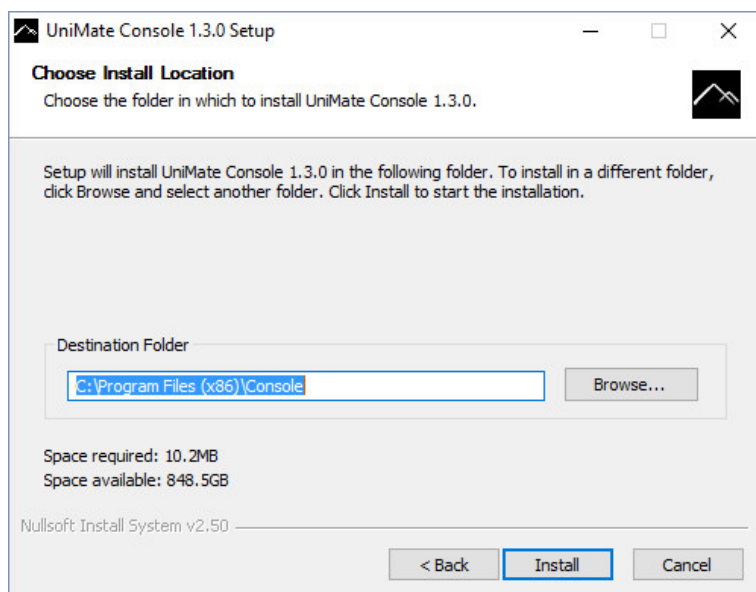 UniMate Console 1.3.0 Setup
Choose Install Location
Choose the folder in which to install UniMate Console 1.3.0.
Setup will install UniMate Console 1.3.0 in the following folder. To install in a different folder,
click Browse and select another folder. Click Install to start the installation.
Destination Folder
C:\Program Files (x86)\Console
Browse...
Space required: 10.2MB
Space available: 848.5GB
Nullsoft Install System v2.50
< Back
Install
Cancel